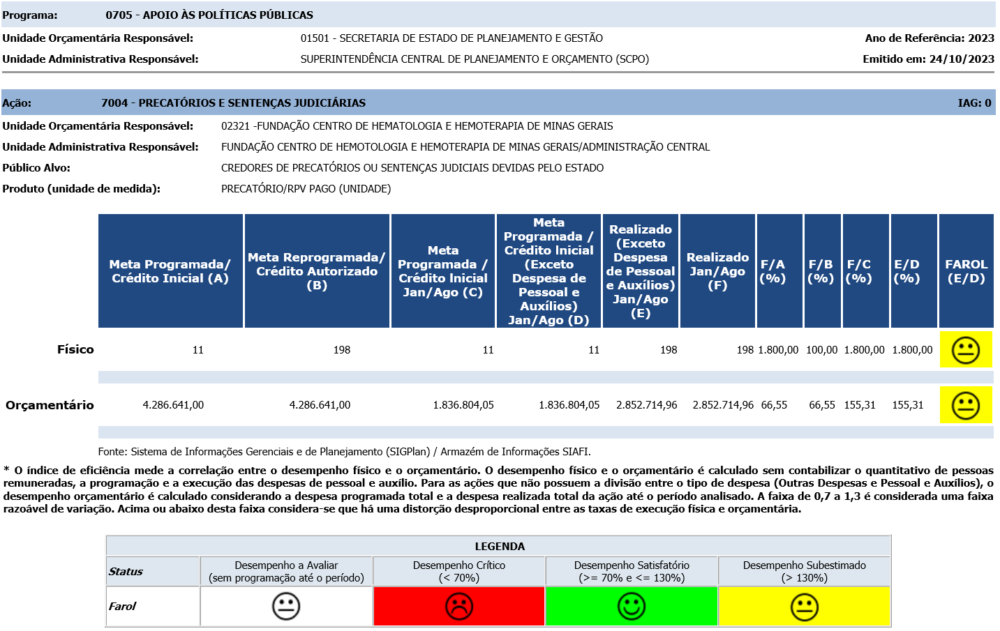 Programa: 0705 - APOIO ÀS POLÍTICAS PÚBLICAS
Unidade Orçamentária Responsável: 01501 - SECRETARIA DE ESTADO DE PLANEJAMENTO E GESTÃO Ano de Referência: 2023
Unidade Administrativa Responsável: SUPERINTENDÊNCIA CENTRAL DE PLANEJAMENTO E ORÇAMENTO (SCPO) Emitido em: 24/10/2023
Ação: 7004 - PRECATÓRIOS E SENTENÇAS JUDICIÁRIAS IAG: 0
Unidade Orçamentária Responsável: 02321 -FUNDAÇÃO CENTRO DE HEMATOLOGIA E HEMOTERAPIA DE MINAS GERAIS
Unidade Administrativa Responsável: FUNDAÇÃO CENTRO DE HEMOTOLOGIA E HEMOTERAPIA DE MINAS GERAIS/ADMINISTRAÇÃO CENTRAL
Público Alvo: CREDORES DE PRECATÓRIOS OU SENTENÇAS JUDICIAIS DEVIDAS PELO ESTADO
Produto (unidade de medida): PRECATÓRIO/RPV PAGO (UNIDADE)
Meta Programada/
Crédito Inicial (A)
Meta Reprogramada/
Crédito Autorizado
(B)
Meta
Programada /
Crédito Inicial
Jan/Ago (C)
Meta
Programada /
Crédito Inicial
(Exceto
Despesa de
Pessoal e
Auxílios)
Jan/Ago (D)
Realizado
(Exceto
Despesa
de Pessoal
e Auxílios)
Jan/Ago
(E)
Realizado
Jan/Ago
(F)
F/A
(%)
F/B
(%)
F/C
(%)
E/D
(%)
FAROL
(E/D)
Físico 11 198 11 11 198 198 1.800,00 100,00 1.800,00 1.800,00
Orçamentário 4.286.641,00 4.286.641,00 1.836.804,05 1.836.804,05 2.852.714,96 2.852.714,96 66,55 66,55 155,31 155,31
Fonte: Sistema de Informações Gerenciais e de Planejamento (SIGPlan) / Armazém de Informações SIAFI.
* O índice de eficiência mede a correlação entre o desempenho físico e o orçamentário. O desempenho físico e o orçamentário é calculado sem contabilizar o quantitativo de pessoas
remuneradas, a programação e a execução das despesas de pessoal e auxílio. Para as ações que não possuem a divisão entre o tipo de despesa (Outras Despesas e Pessoal e Auxílios), o
desempenho orçamentário é calculado considerando a despesa programada total e a despesa realizada total da ação até o período analisado. A faixa de 0,7 a 1,3 é considerada uma faixa
razoável de variação. Acima ou abaixo desta faixa considera-se que há uma distorção desproporcional entre as taxas de execução física e orçamentária.
LEGENDA
Status
Desempenho a Avaliar
(sem programação até o período)
Desempenho Crítico
(< 70%)
Desempenho Satisfatório
(>= 70% e <= 130%)
Desempenho Subestimado
(> 130%)
Farol